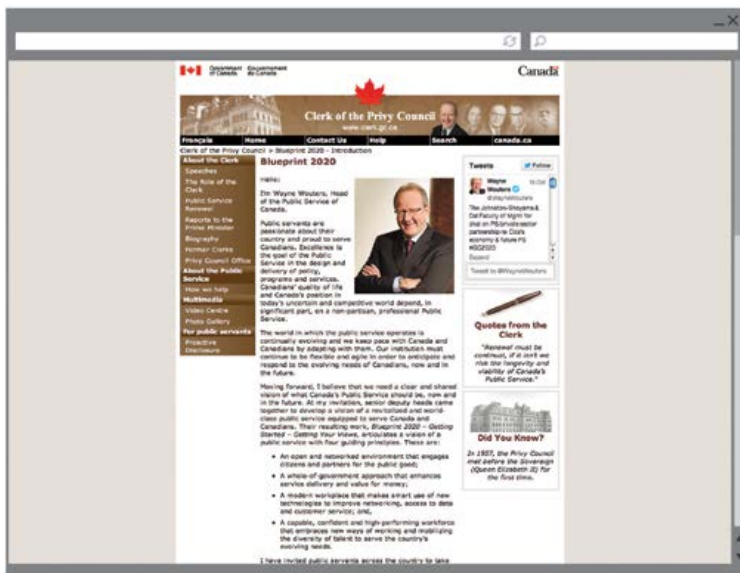 Government of Canada
Gouvernement du Canada
Canada
Clerk of the Privy Council
www.clerk.gc.ca
Français Home Contact Us Help Search canada.ca
Clerk of the Privy Council > Blueprint 2020 - Introduction
About the Clerk
Speeches
The Role of the
Clerk
Public Service
Renewal
Reports to the
Prime Minister
Biography
Former Clerks
Privy Council Office
About the Public
Service
How we help
Multimedia
Video Centre
Photo Gallery
For public servants
Proactive
Disclosure
Blueprint 2020
Hello:
I'm Wayne Wouters, Head
of the Public Service of
Canada.
Public servants are
passionate about their
country and proud to serve
Canadians. Excellence is
the goal of the Public
Service in the design and
delivery of policy,
programs and services.
Canadians' quality of life
and Canada's position in
today's uncertain and competitive world depend, in
significant part, on a non-partisan, professional Public
Service.
The world in which the public service operates is
continually evolving and we keep pace with Canada and
Canadians by adapting with them. Our institution must
continue to be flexible and agile in order to anticipate and
respond to the evolving needs of Canadians, now and in
the future.
Moving forward, I believe that we need a clear and shared
vision of what Canada's Public Service should be, now and
in the future. At my invitation, senior deputy heads came
together to develop a vision of a revitalized and world-
class public service equipped to serve Canada and
Canadians. Their resulting work, Blueprint 2020 – Getting
Started – Getting Your Views, articulates a vision of a
public service with four guiding principles. These are:
• An open and networked environment that engages
citizens and partners for the public good;
• A whole-of-government approach that enhances
service delivery and value for money;
• A modern workplace that makes smart use of new
technologies to improve networking, access to data
and customer service; and,
• A capable, confident and high-performing workforce
that embraces new ways of working and mobilizing
the diversity of talent to serve the country's
evolving needs.
I have invited public servants across the country to take
Tweets Follow
Wayne
Wouters
@WayneWouters
The Johnston-Shoyama &
economy & future PS
Expand
Tweet to @WayneWouters
Quotes from the
Clerk
"Renewal must be
continual, if it isn't we
risk the longevity and
viability of Canada's
Public Service."
Did You Know?
In 1957, the Privy Council
met before the Sovereign
(Queen Elizabeth II) for
the first time.